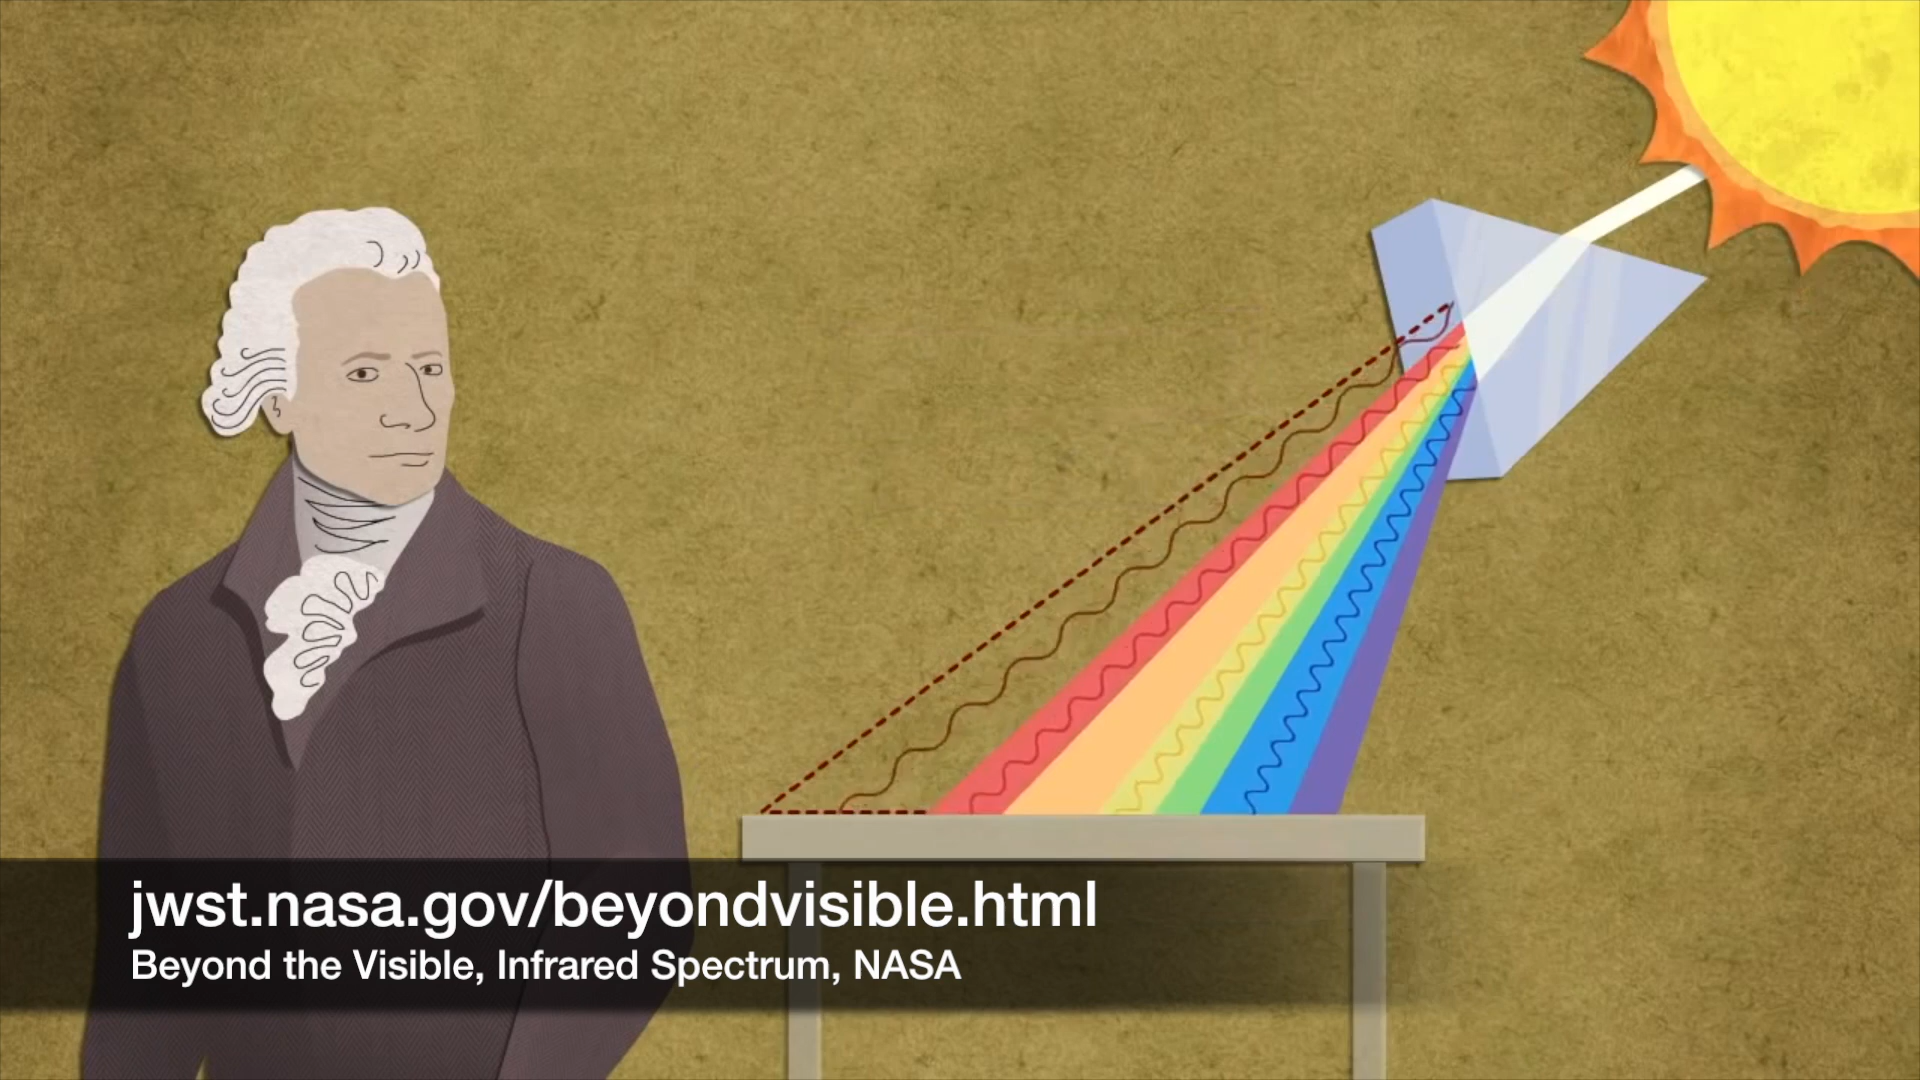 jwst.nasa.gov/beyondvisible.html
Beyond the Visible, Infrared Spectrum, NASA